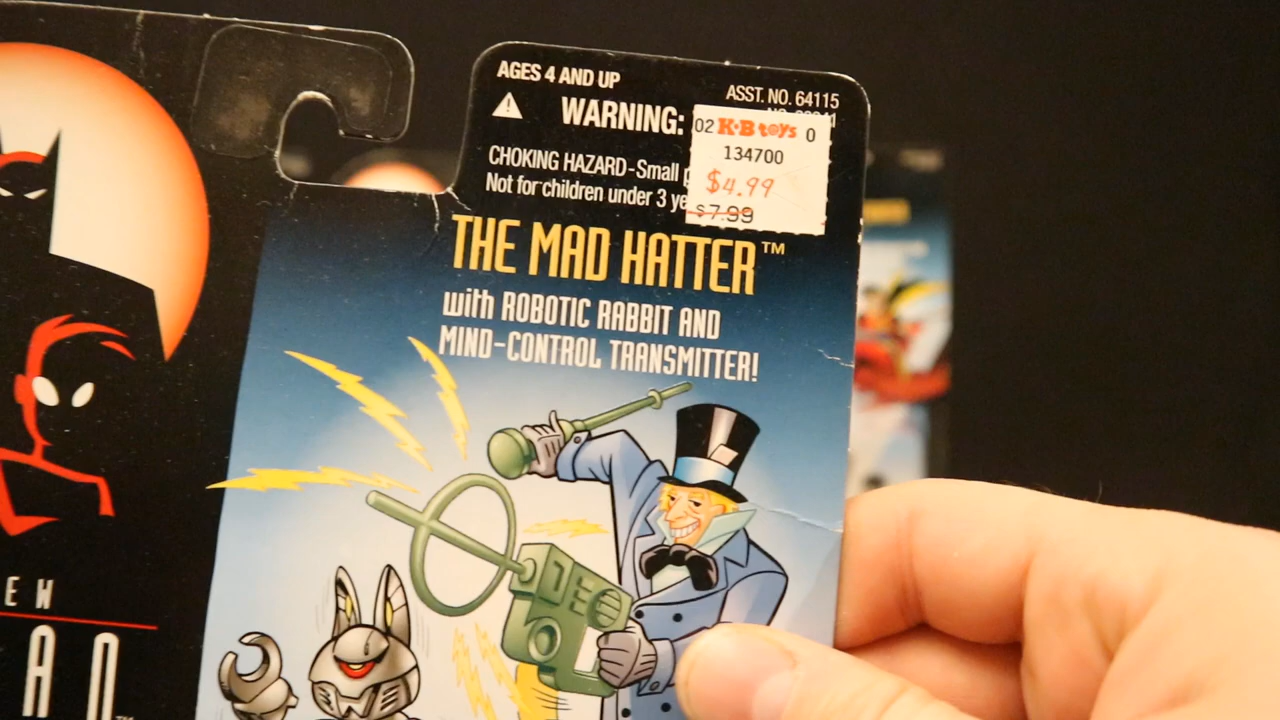 AGES 4 AND UP
ASST. NO. 64115
WARNING:
CHOKING HAZARD-Small
Not for children under 3
02 K·B toys 0
134700
$4.99
$7.99
THE MAD HATTER™
with ROBOTIC RABBIT AND
MIND-CONTROL TRANSMITTER!